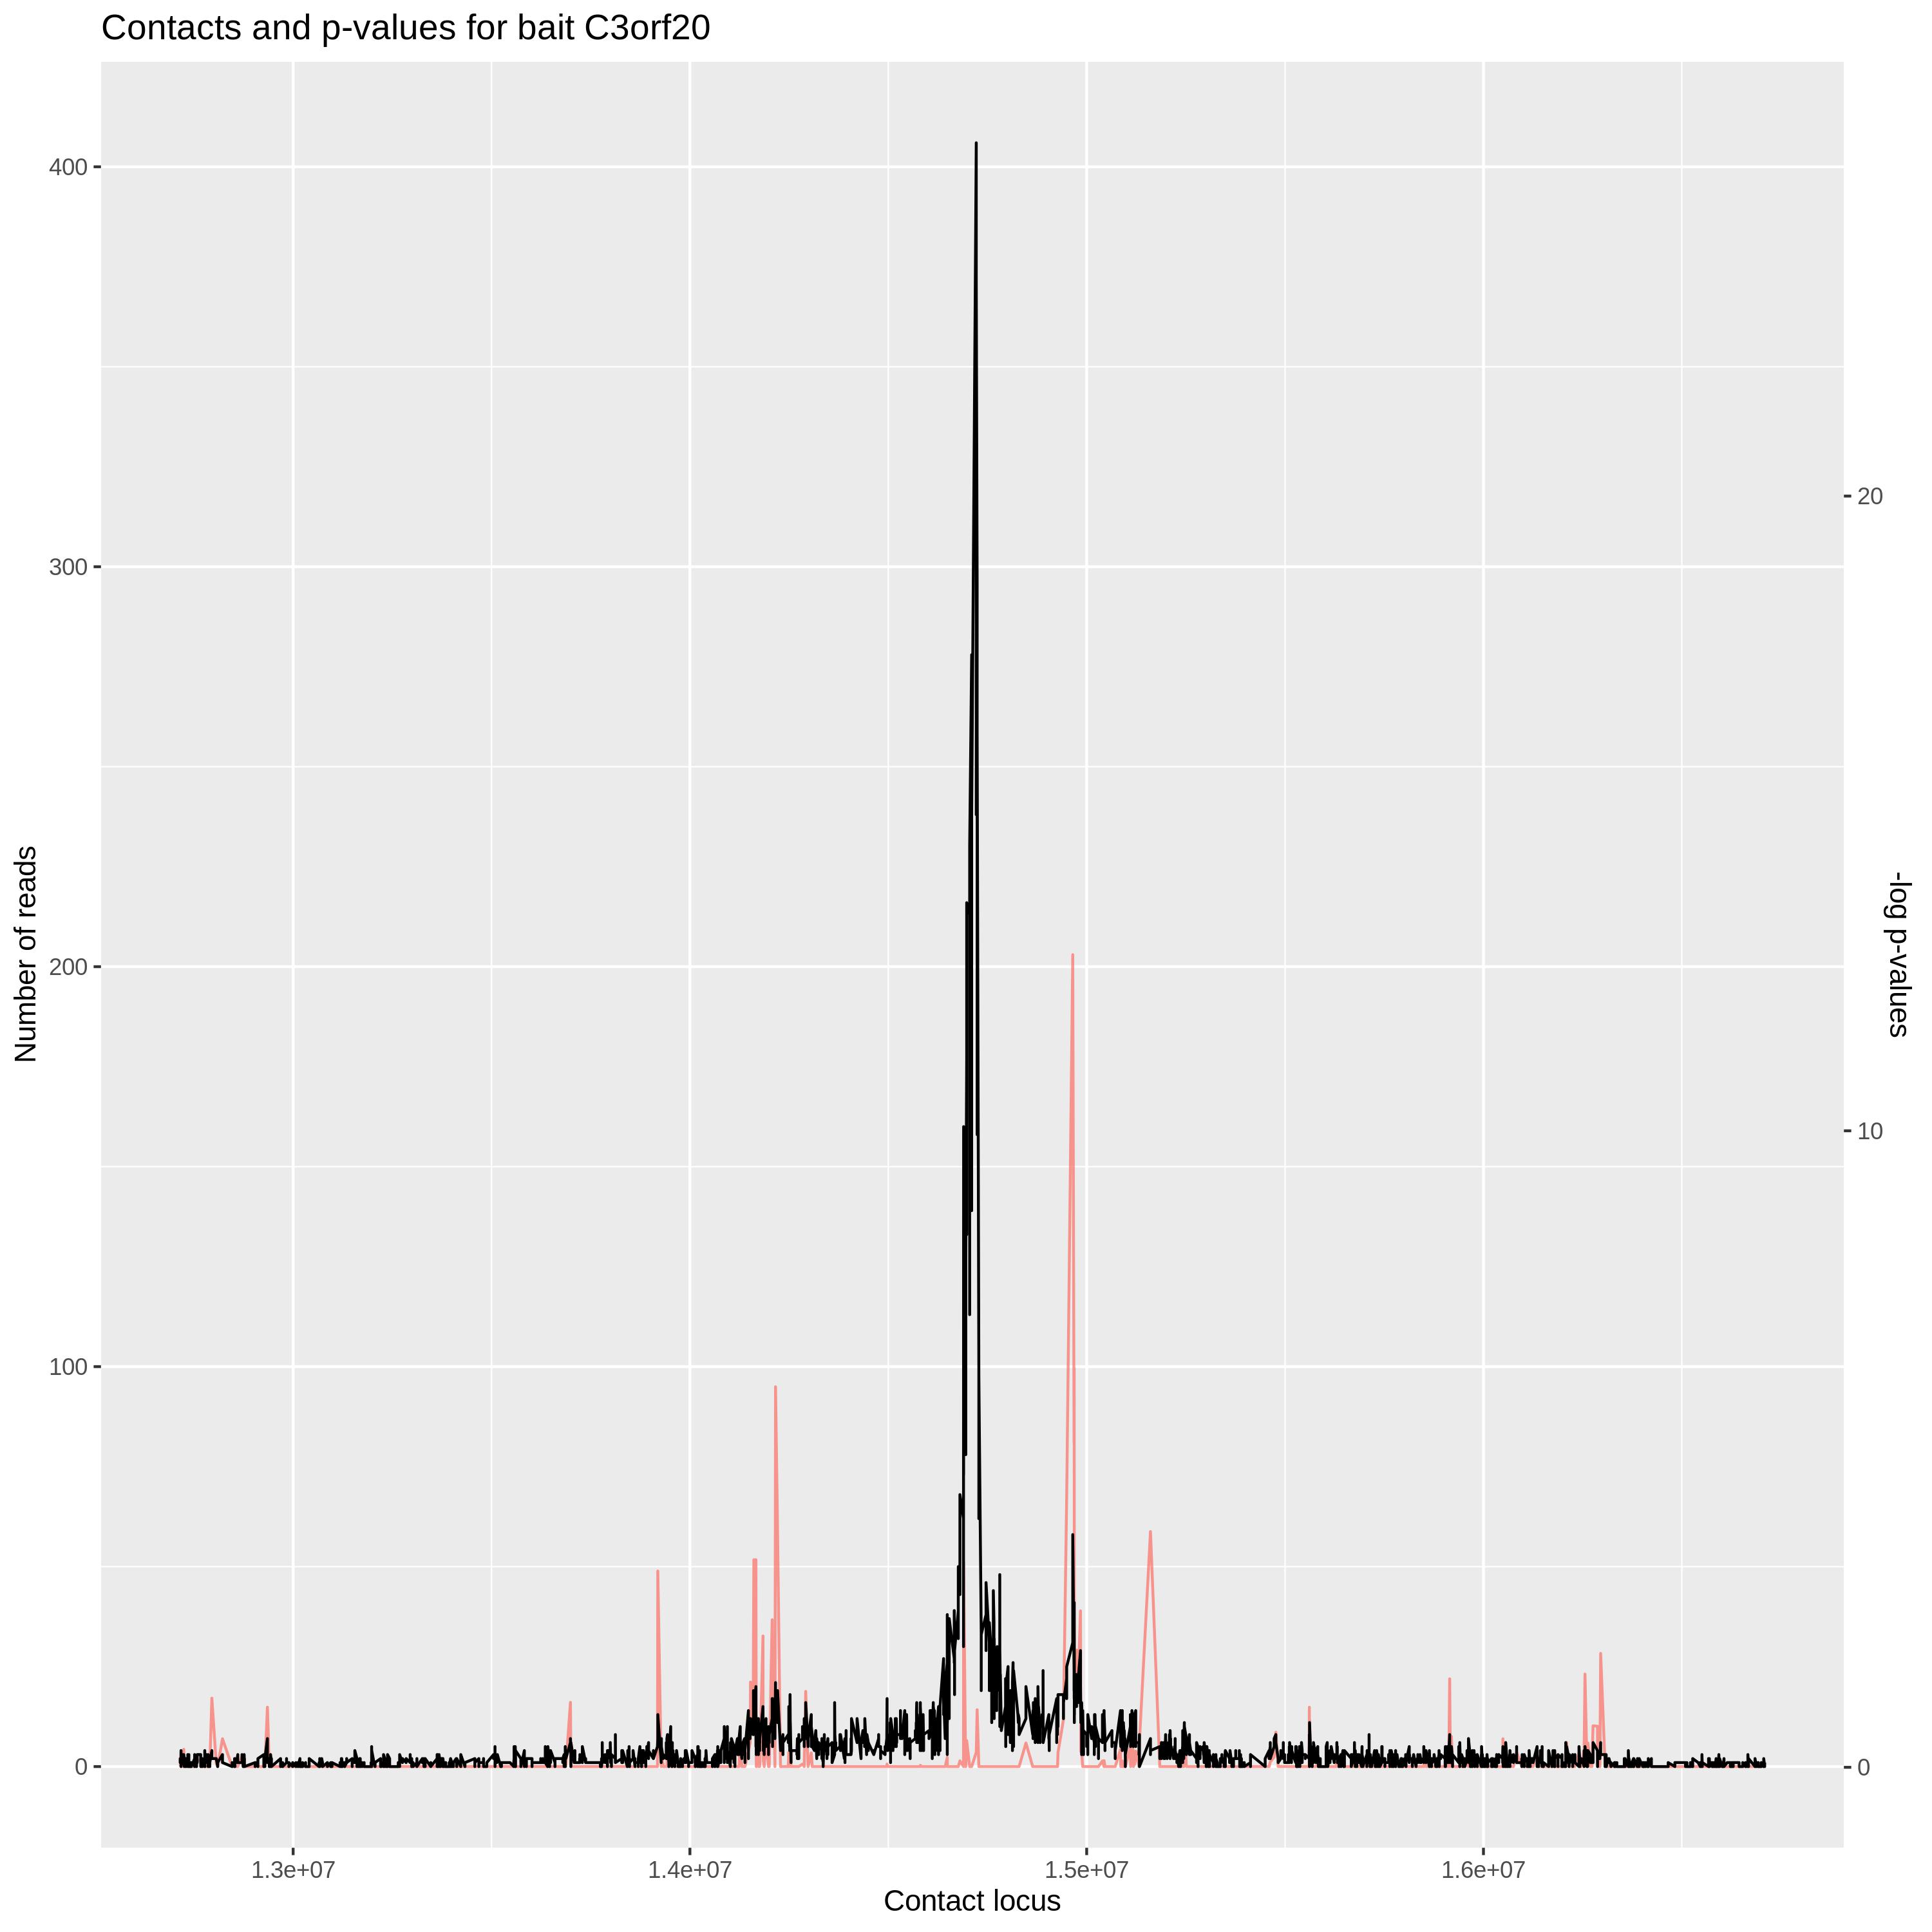 Contacts and p-values for bait C3orf20
400
300
200
100
0
Number of reads
20
10
0
-log p-values
1.3e+07
1.4e+07
1.5e+07
1.6e+07
Contact locus